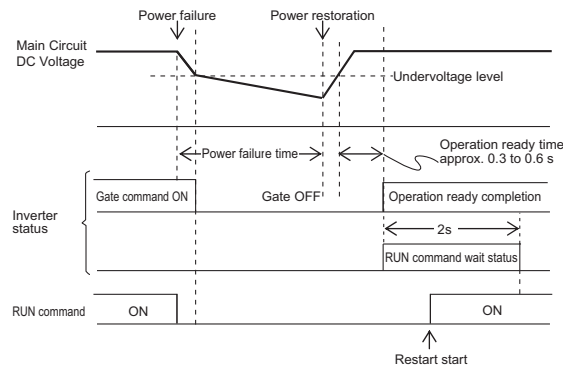 Power failure
Power restoration
Main Circuit
DC Voltage
Undervoltage level
Power failure time
Operation ready time
approx. 0.3 to 0.6 s
Inverter
status
Gate command ON
Gate OFF
Operation ready completion
2s
RUN command wait status
RUN command
ON
ON
Restart start